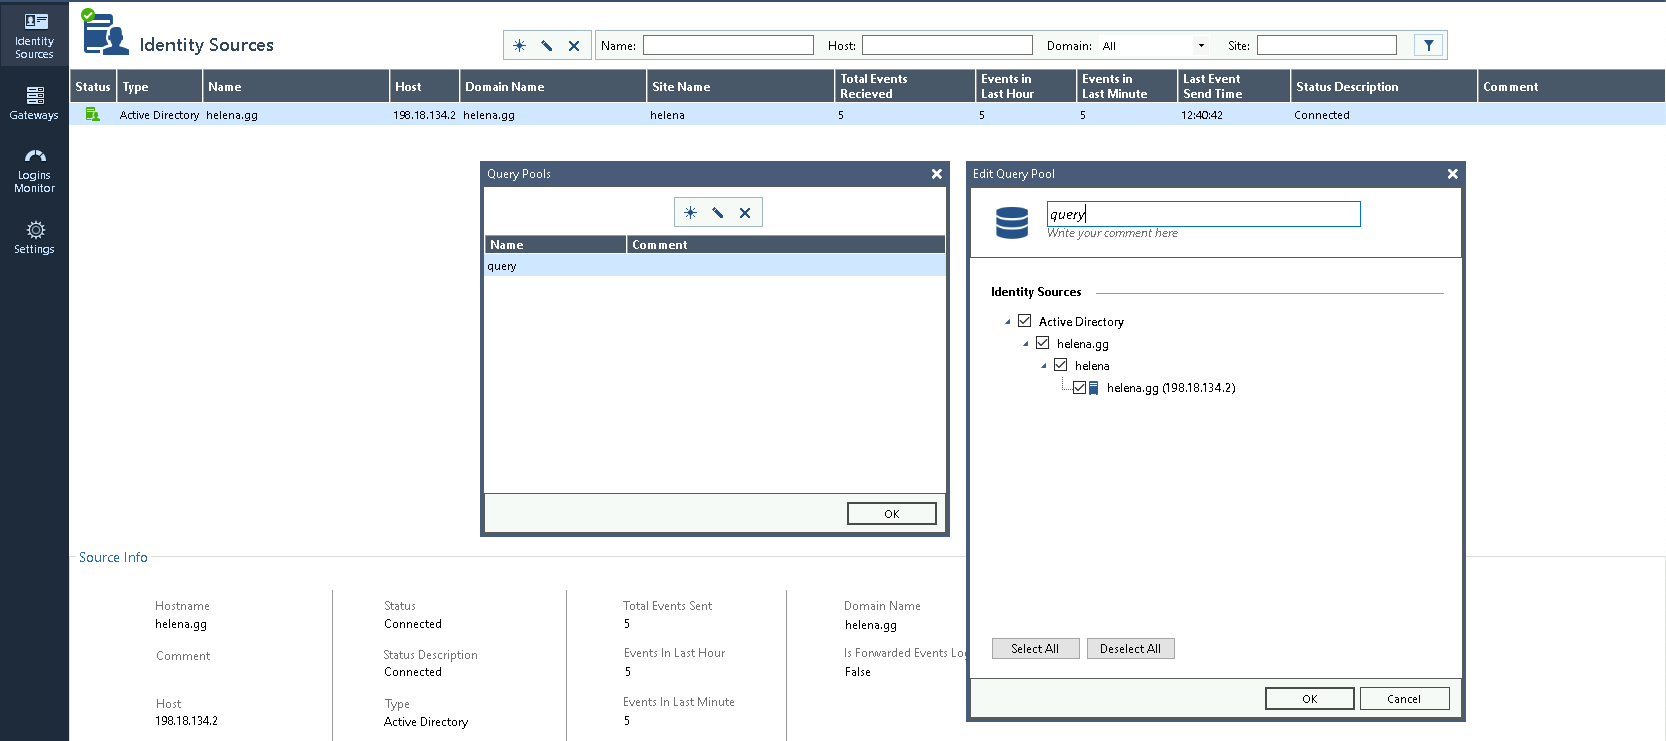 Identity
Sources
Gateways
Logins
Monitor
Settings
Identity Sources
Name:
Host:
Domain: All
Site:
Status
Type
Name
Host
Domain Name
Site Name
Total Events
Recieved
Events in
Last Hour
Events in
Last Minute
Last Event
Send Time
Status Description
Comment
Active Directory helena.gg 198.18.134.2 helena.gg helena 5 5 5 12:40:42 Connected
Query Pools
Name Comment
query
OK
Edit Query Pool
query
Write your comment here
Identity Sources
Active Directory
helena.gg
helena
helena.gg (198.18.134.2)
Select All Deselect All
OK Cancel
Source Info
Hostname
helena.gg
Comment
Host
198.18.134.2
Status
Connected
Status Description
Connected
Type
Active Directory
Total Events Sent
5
Events In Last Hour
5
Events In Last Minute
5
Domain Name
helena.gg
Is Forwarded Events Log
False